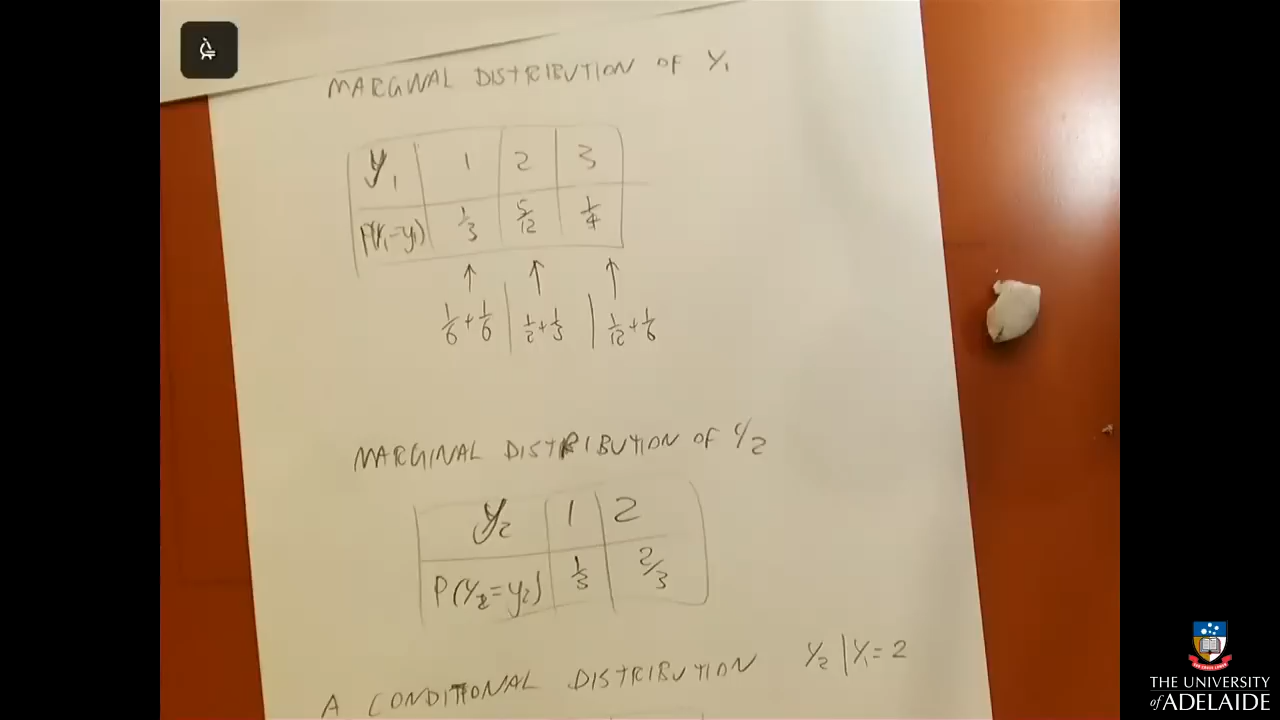 MARGINAL DISTRIBUTION OF Y₁
y₁ 1 2 3
P(Y₁=y₁) 1/3 5/12 1/4
1/6+1/6 | 1/12+1/3 | 1/12+1/6
MARGINAL DISTRIBUTION OF Y₂
y₂ 1 2
P(Y₂=y₂) 1/3 2/3
A CONDITIONAL DISTRIBUTION Y₂|Y₁=2
THE UNIVERSITY
of ADELAIDE